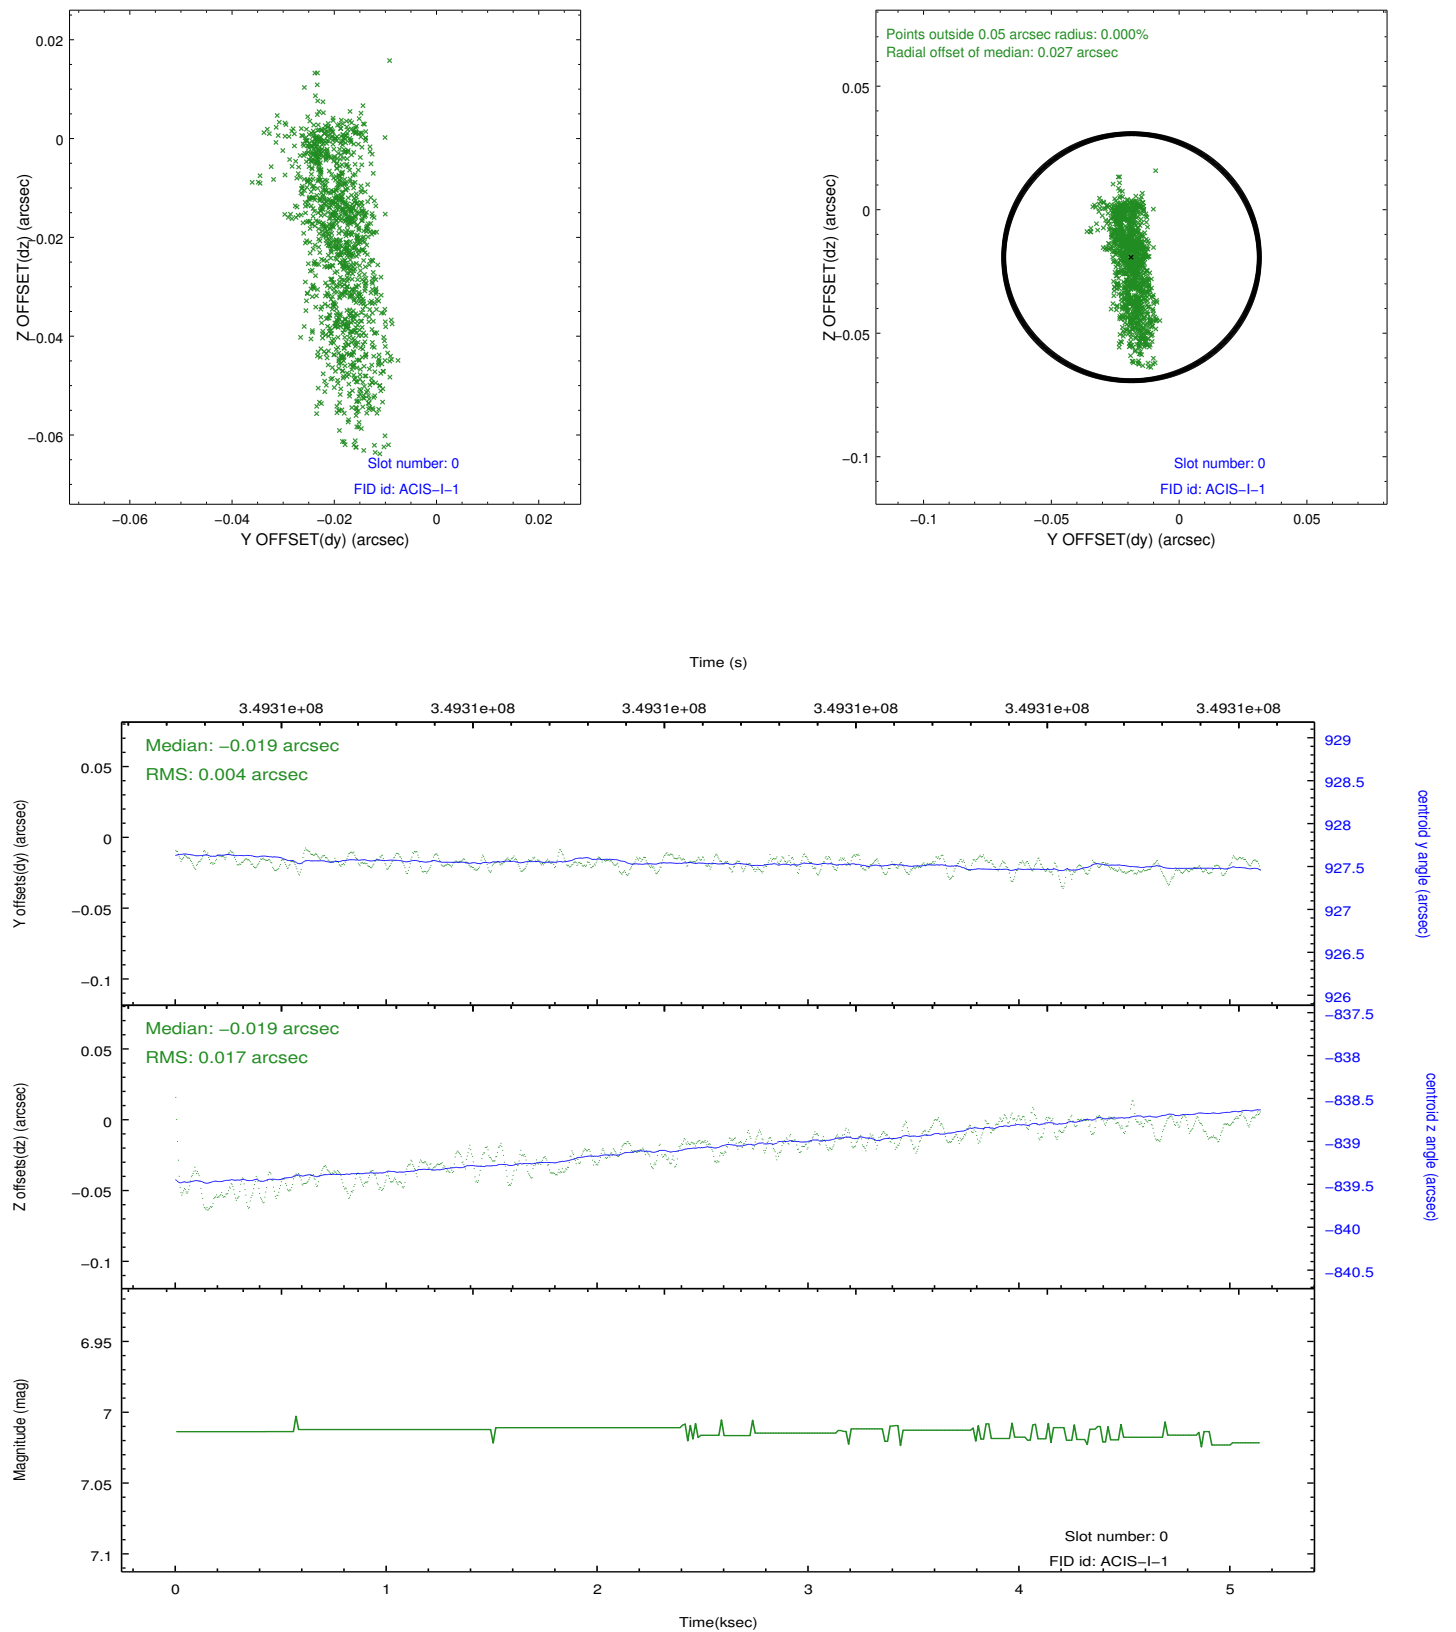 0.02
0
−0.02
−0.04
−0.06
Z OFFSET(dz) (arcsec)
Slot number: 0
FID id: ACIS−I−1
−0.06
−0.04
−0.02
0
0.02
Y OFFSET(dy) (arcsec)
Points outside 0.05 arcsec radius: 0.000%
Radial offset of median: 0.027 arcsec
0.05
0
−0.05
−0.1
Z OFFSET(dz) (arcsec)
Slot number: 0
FID id: ACIS−I−1
−0.1
−0.05
0
0.05
Y OFFSET(dy) (arcsec)
Time (s)
3.4931e+08
3.4931e+08
3.4931e+08
3.4931e+08
3.4931e+08
3.4931e+08
Median: −0.019 arcsec
RMS: 0.004 arcsec
0.05
0
−0.05
−0.1
Y offsets(dy) (arcsec)
929
928.5
928
927.5
927
926.5
926
centroid y angle (arcsec)
Median: −0.019 arcsec
RMS: 0.017 arcsec
0.05
0
−0.05
−0.1
Z offsets(dz) (arcsec)
−837.5
−838
−838.5
−839
−839.5
−840
−840.5
centroid z angle (arcsec)
6.95
7
7.05
7.1
Magnitude (mag)
Slot number: 0
FID id: ACIS−I−1
0
1
2
3
4
5
Time(ksec)